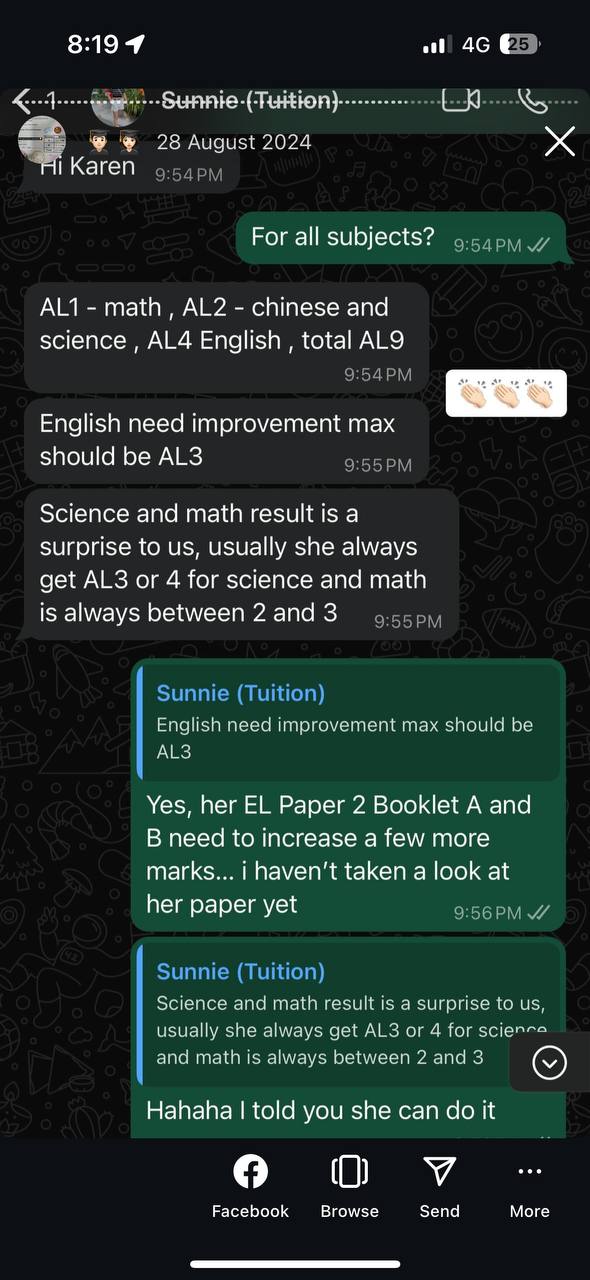 8:19
4G
25
1
Sunnie (Tuition)
28 August 2024
Hi Karen
9:54 PM
For all subjects?
9:54 PM
AL1 - math , AL2 - chinese and
science , AL4 English , total AL9
9:54 PM
English need improvement max
should be AL3
9:55 PM
Science and math result is a
surprise to us, usually she always
get AL3 or 4 for science and math
is always between 2 and 3
9:55 PM
Sunnie (Tuition)
English need improvement max should be
AL3
Yes, her EL Paper 2 Booklet A and
B need to increase a few more
marks... i haven’t taken a look at
her paper yet
9:56 PM
Sunnie (Tuition)
Science and math result is a surprise to us,
usually she always get AL3 or 4 for science
and math is always between 2 and 3
Hahaha I told you she can do it
Facebook
Browse
Send
More